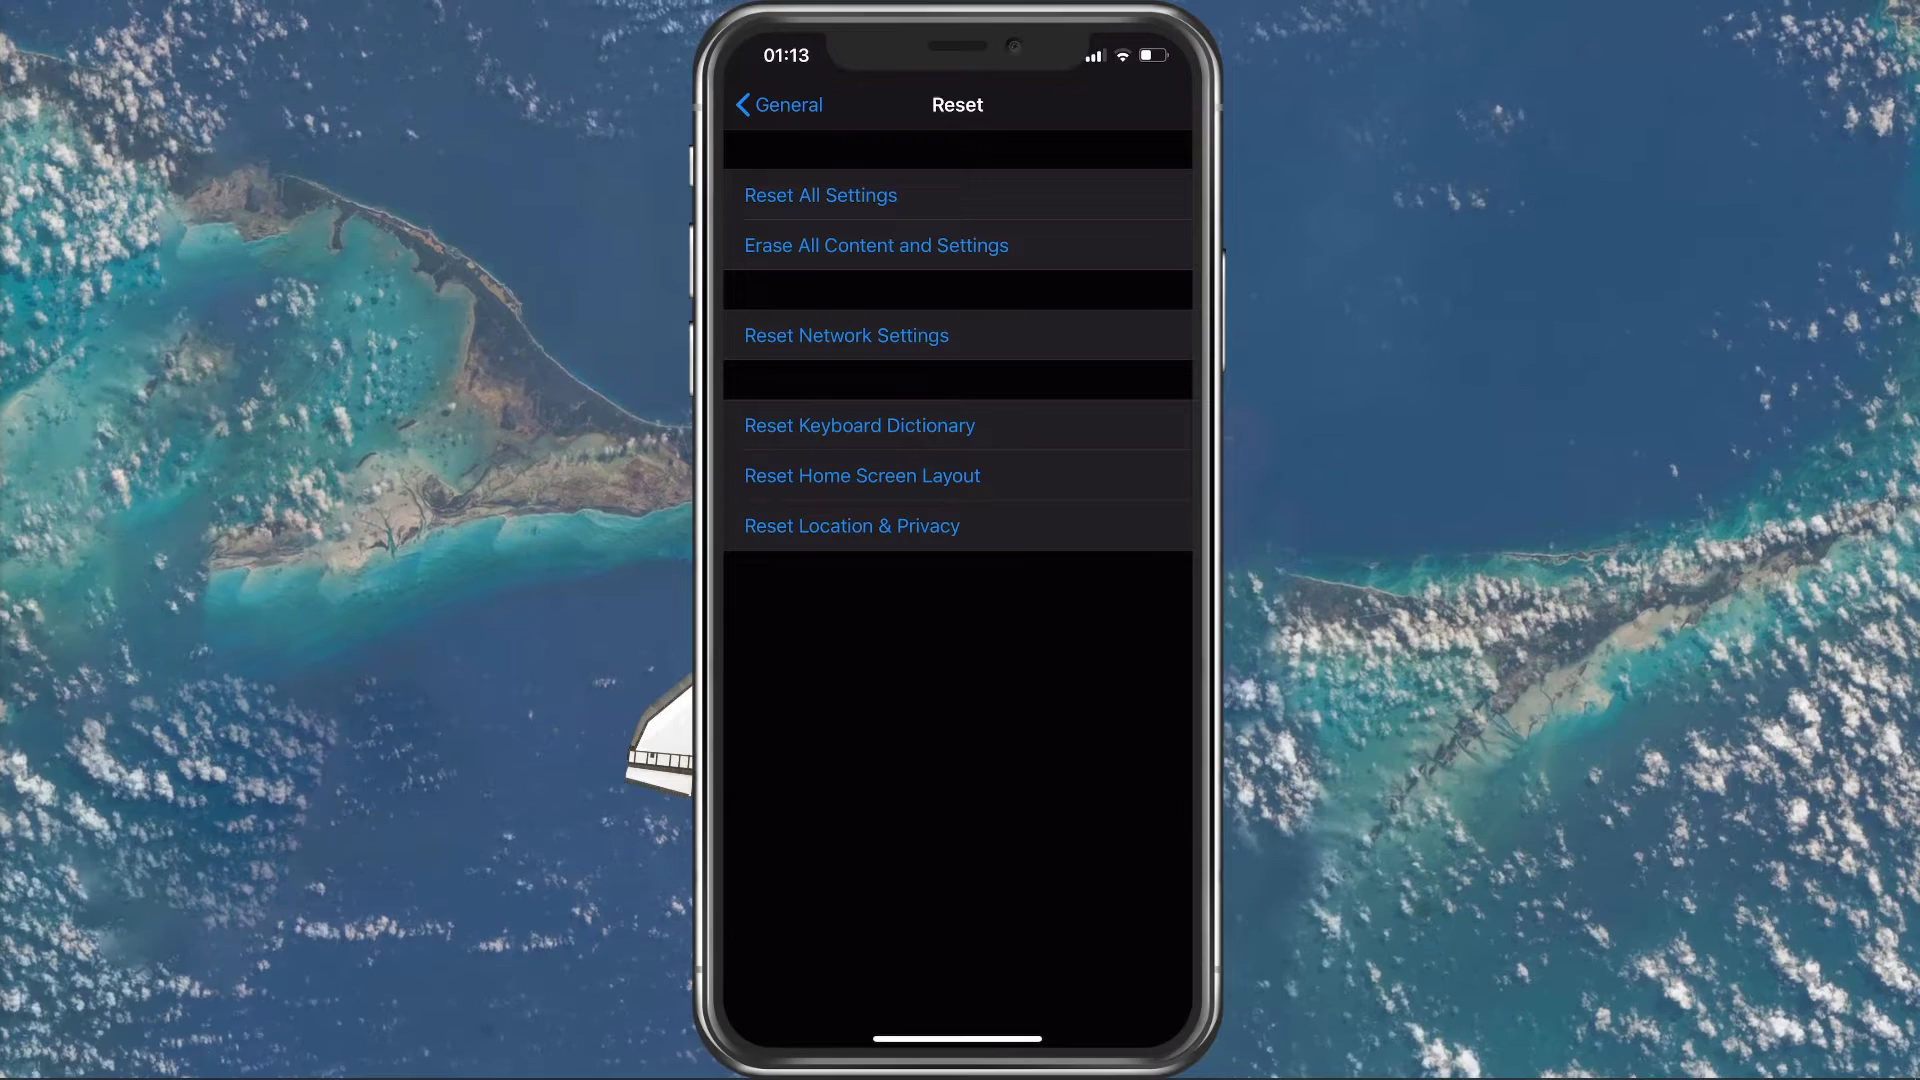 01:13
General
Reset
Reset All Settings
Erase All Content and Settings
Reset Network Settings
Reset Keyboard Dictionary
Reset Home Screen Layout
Reset Location & Privacy